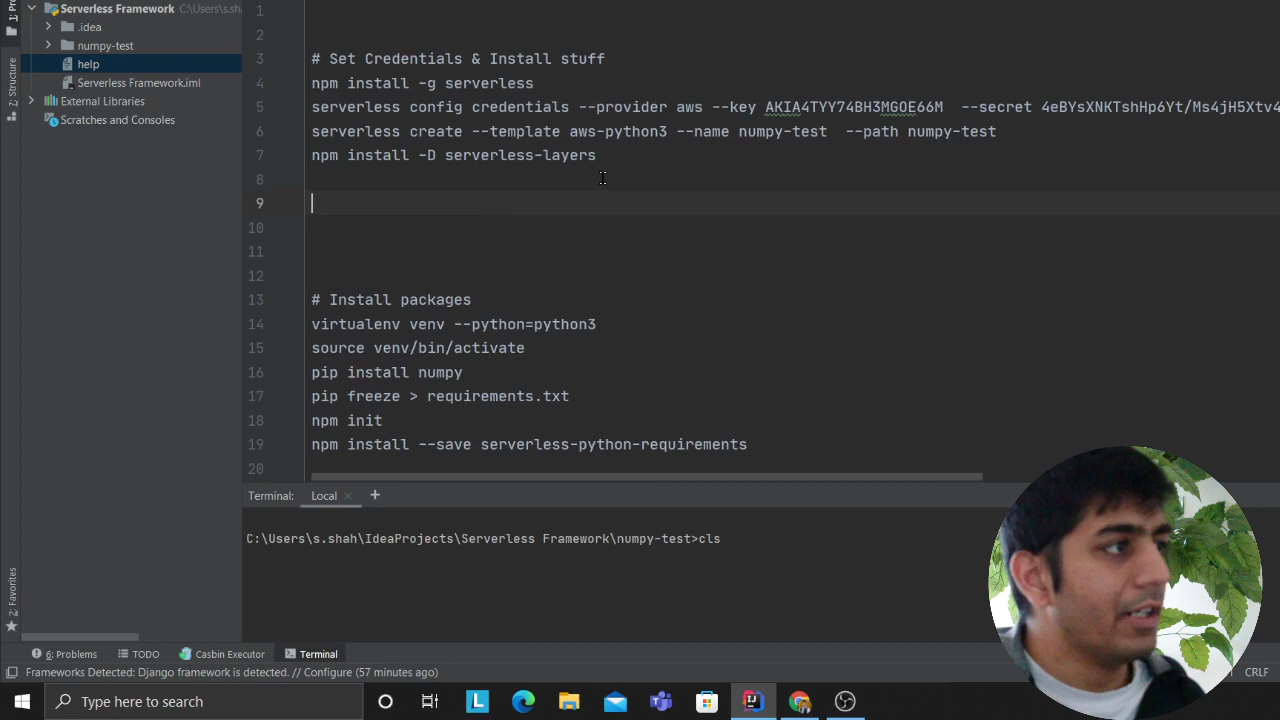 Serverless Framework C:\Users\s.sha
.idea
numpy-test
help
Serverless Framework.iml
External Libraries
Scratches and Consoles
Z: Structure
2: Favorites
1
2
3 # Set Credentials & Install stuff
4 npm install -g serverless
5 serverless config credentials --provider aws --key AKIA4TYY74BH3MGOE66M --secret 4eBYsXNKTshHp6Yt/Ms4jH5Xtv4
6 serverless create --template aws-python3 --name numpy-test --path numpy-test
7 npm install -D serverless-layers
8
9
10
11
12
13 # Install packages
14 virtualenv venv --python=python3
15 source venv/bin/activate
16 pip install numpy
17 pip freeze > requirements.txt
18 npm init
19 npm install --save serverless-python-requirements
20
Terminal: Local × +
C:\Users\s.shah\IdeaProjects\Serverless Framework\numpy-test>cls
6: Problems TODO Casbin Executor Terminal
Frameworks Detected: Django framework is detected. // Configure (57 minutes ago) CRLF
Type here to search